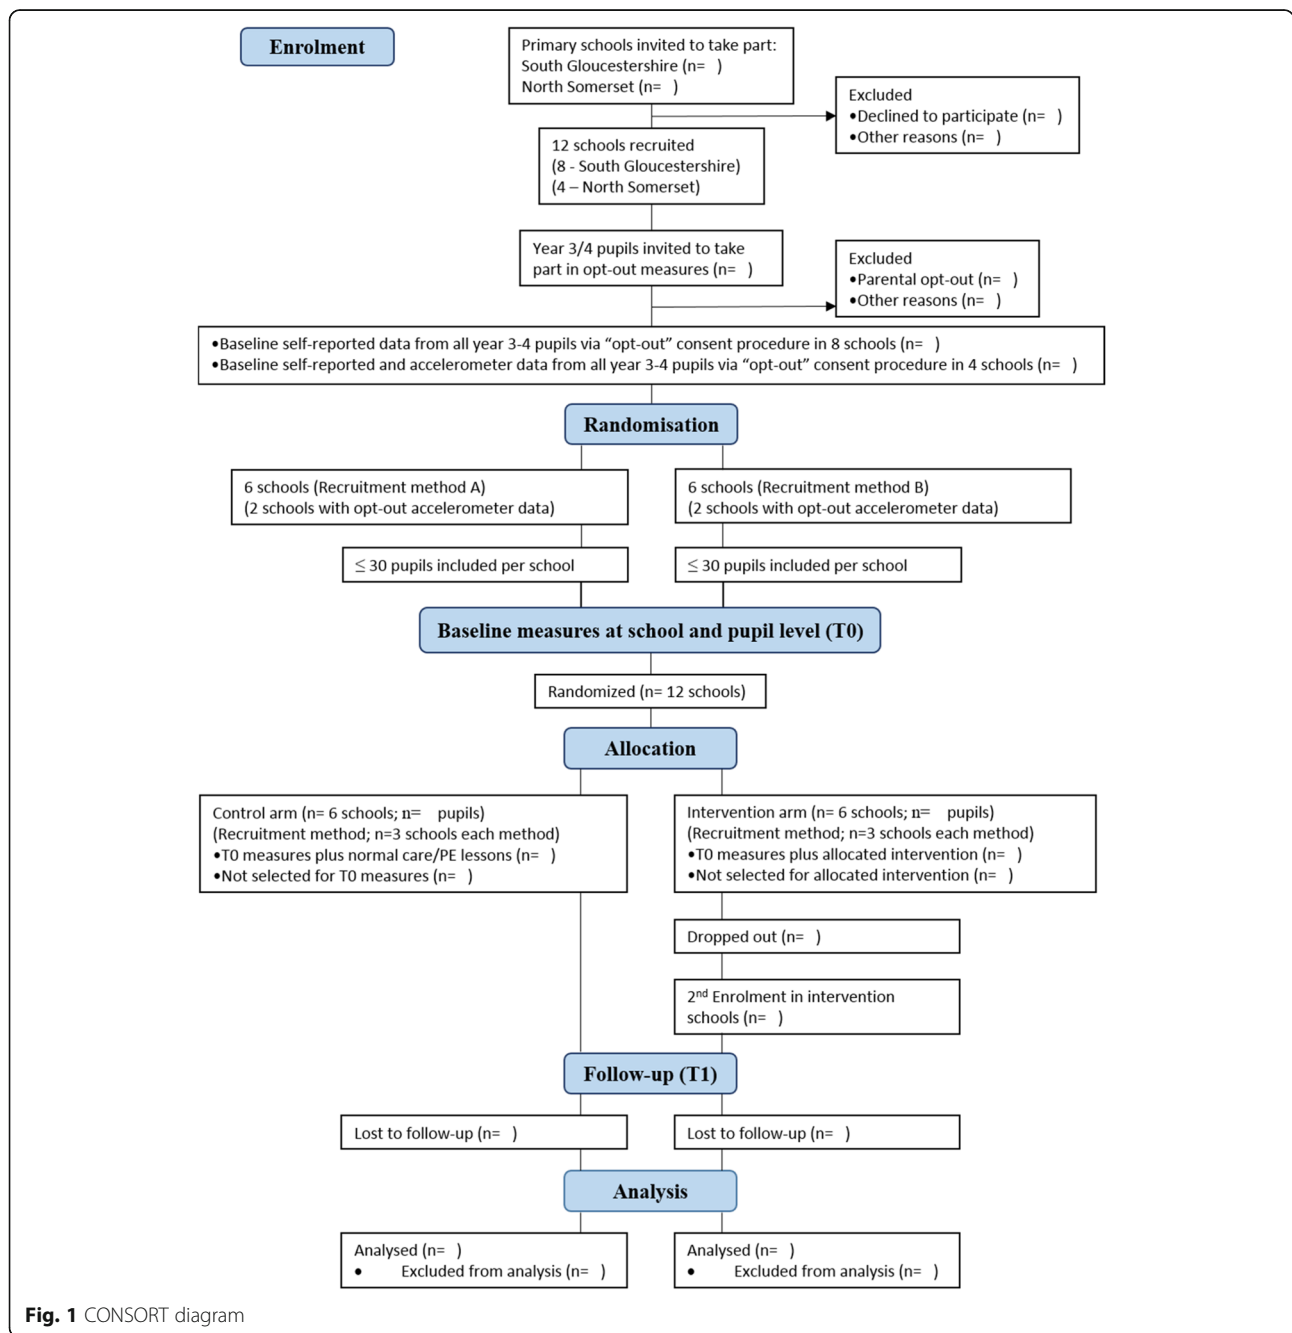 Enrolment
Primary schools invited to take part:
South Gloucestershire (n= )
North Somerset (n= )
Excluded
•Declined to participate (n= )
•Other reasons (n= )
12 schools recruited
(8 - South Gloucestershire)
(4 – North Somerset)
Year 3/4 pupils invited to take
part in opt-out measures (n= )
Excluded
•Parental opt-out (n= )
•Other reasons (n= )
•Baseline self-reported data from all year 3-4 pupils via “opt-out” consent procedure in 8 schools (n= )
•Baseline self-reported and accelerometer data from all year 3-4 pupils via “opt-out” consent procedure in 4 schools (n= )
Randomisation
6 schools (Recruitment method A)
(2 schools with opt-out accelerometer data)
6 schools (Recruitment method B)
(2 schools with opt-out accelerometer data)
≤ 30 pupils included per school
≤ 30 pupils included per school
Baseline measures at school and pupil level (T0)
Randomized (n= 12 schools)
Allocation
Control arm (n= 6 schools; n= pupils)
(Recruitment method; n=3 schools each method)
•T0 measures plus normal care/PE lessons (n= )
•Not selected for T0 measures (n= )
Intervention arm (n= 6 schools; n= pupils)
(Recruitment method; n=3 schools each method)
•T0 measures plus allocated intervention (n= )
•Not selected for allocated intervention (n= )
Dropped out (n= )
2nd Enrolment in intervention
schools (n= )
Follow-up (T1)
Lost to follow-up (n= )
Lost to follow-up (n= )
Analysis
Analysed (n= )
• Excluded from analysis (n= )
Analysed (n= )
• Excluded from analysis (n= )
Fig. 1 CONSORT diagram